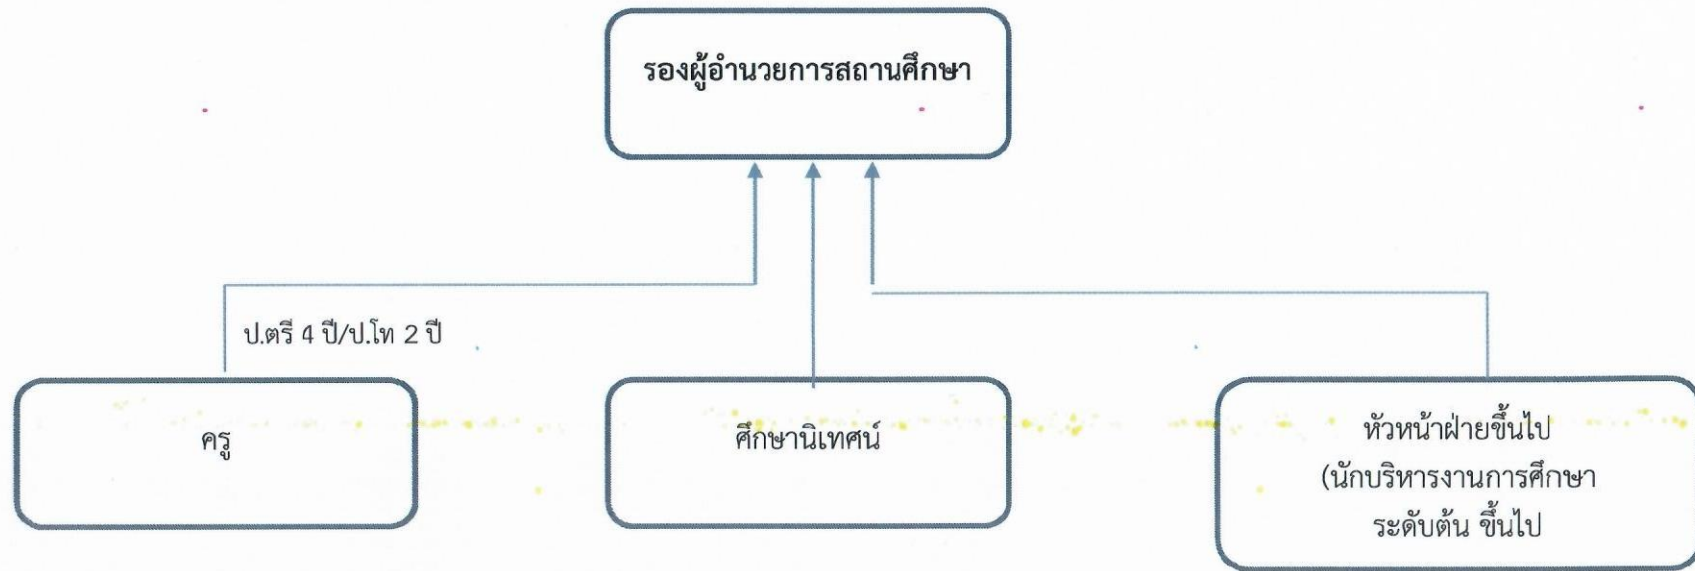 รองผู้อำนวยการสถานศึกษา
ป.ตรี 4 ปี/ป.โท 2 ปี
ครู
ศึกษานิเทศน์
หัวหน้าฝ่ายขึ้นไป
(นักบริหารงานการศึกษา
ระดับต้น ขึ้นไป